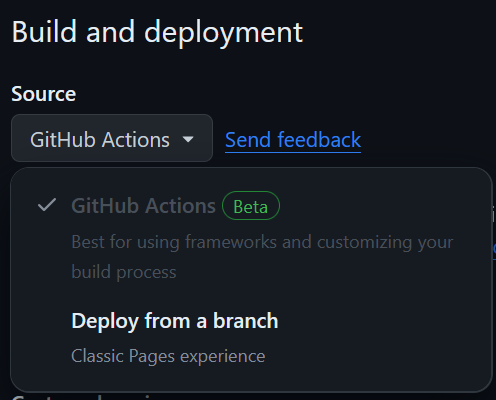 Build and deployment
Source
GitHub Actions
Send feedback
GitHub Actions Beta
Best for using frameworks and customizing your
build process
Deploy from a branch
Classic Pages experience